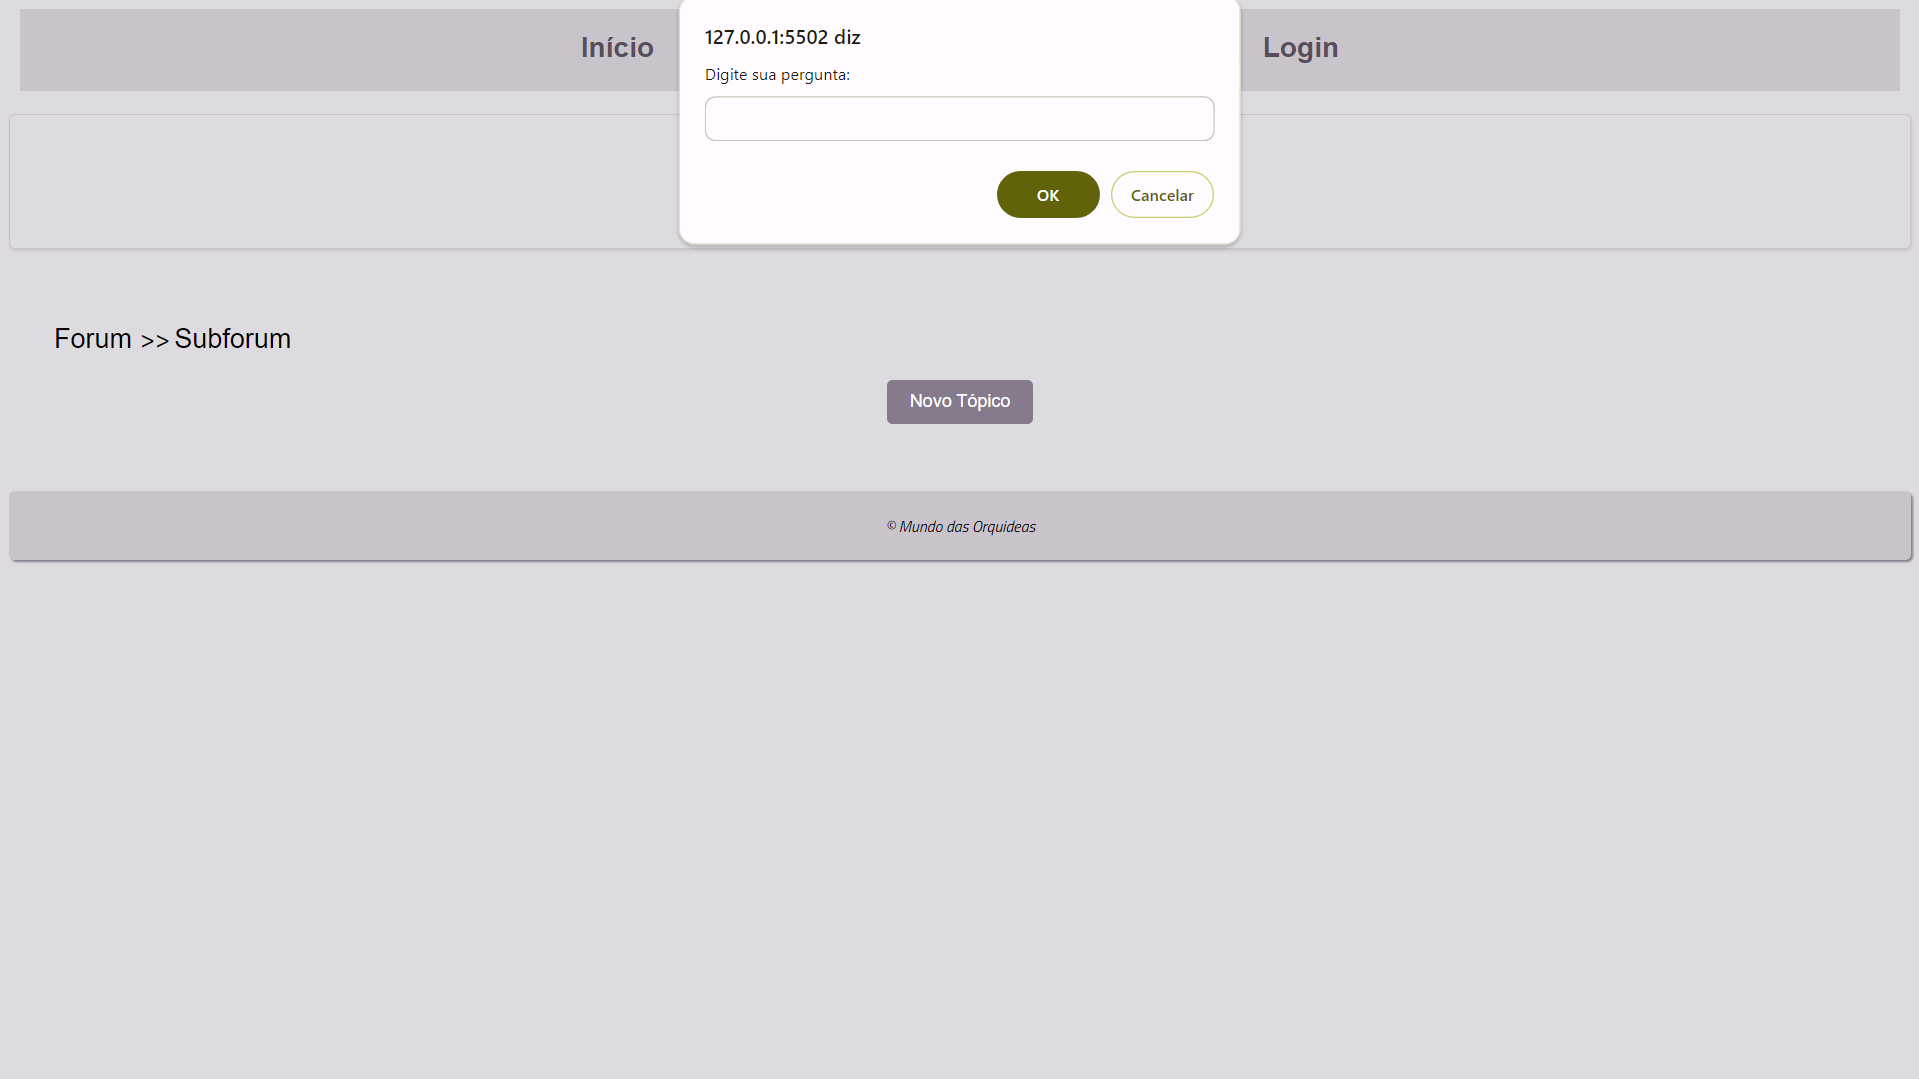 Início
Login
127.0.0.1:5502 diz
Digite sua pergunta:
OK
Cancelar
Forum >> Subforum
Novo Tópico
© Mundo das Orquideas